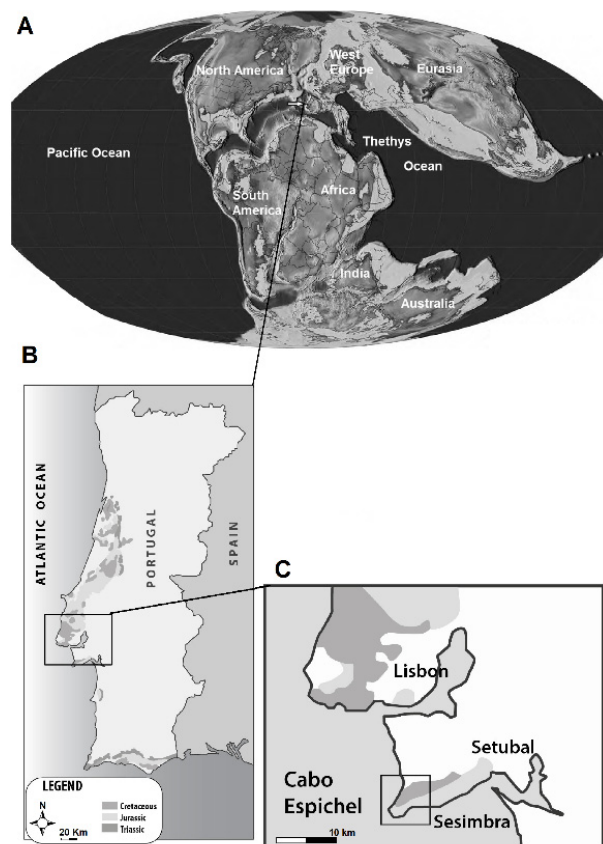 A
North America
West
Europe
Eurasia
Pacific Ocean
Thethys
Ocean
South
America
Africa
India
Australia
B
ATLANTIC OCEAN
PORTUGAL
SPAIN
LEGEND
N
Cretaceous
Jurassic
Triassic
20 Km
C
Lisbon
Setubal
Cabo
Espichel
Sesimbra
10 km